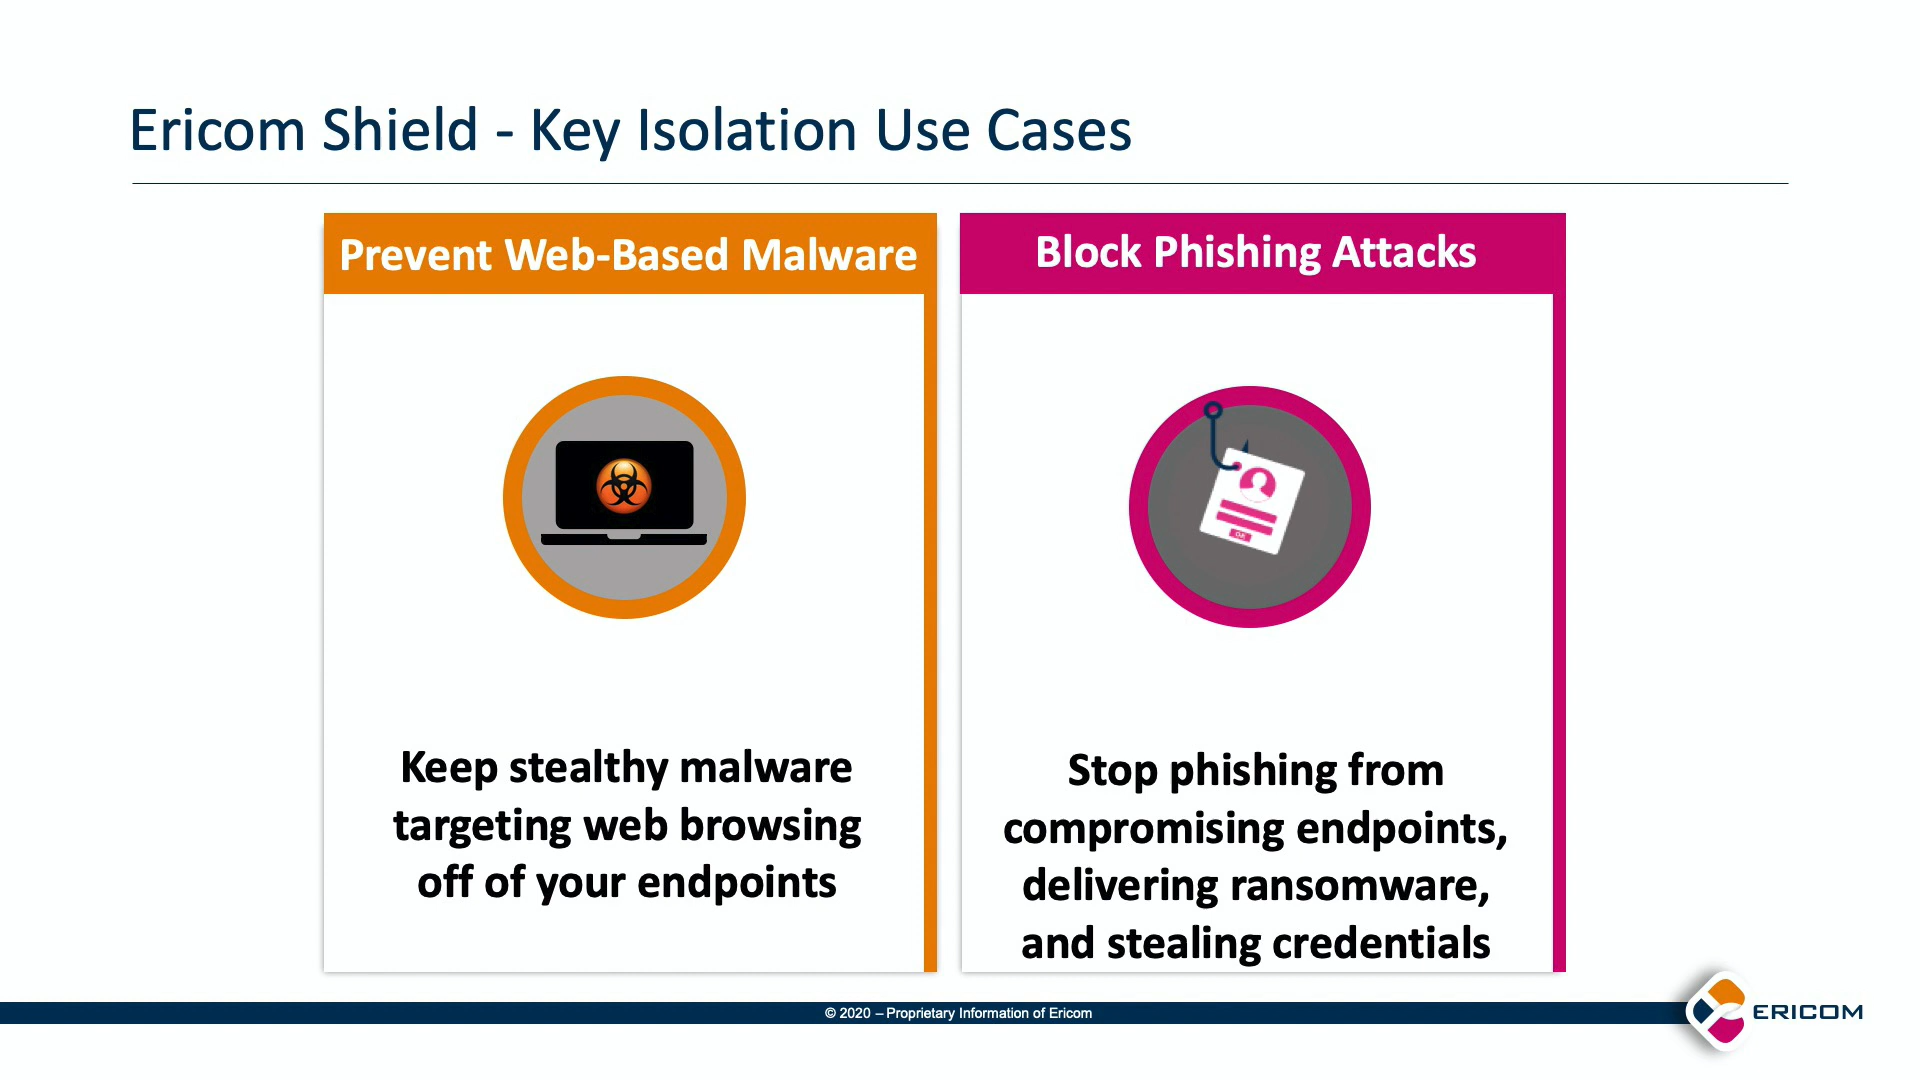 Ericom Shield - Key Isolation Use Cases
Prevent Web-Based Malware
Keep stealthy malware
targeting web browsing
off of your endpoints
Block Phishing Attacks
Stop phishing from
compromising endpoints,
delivering ransomware,
and stealing credentials
© 2020 – Proprietary Information of Ericom
ERICOM